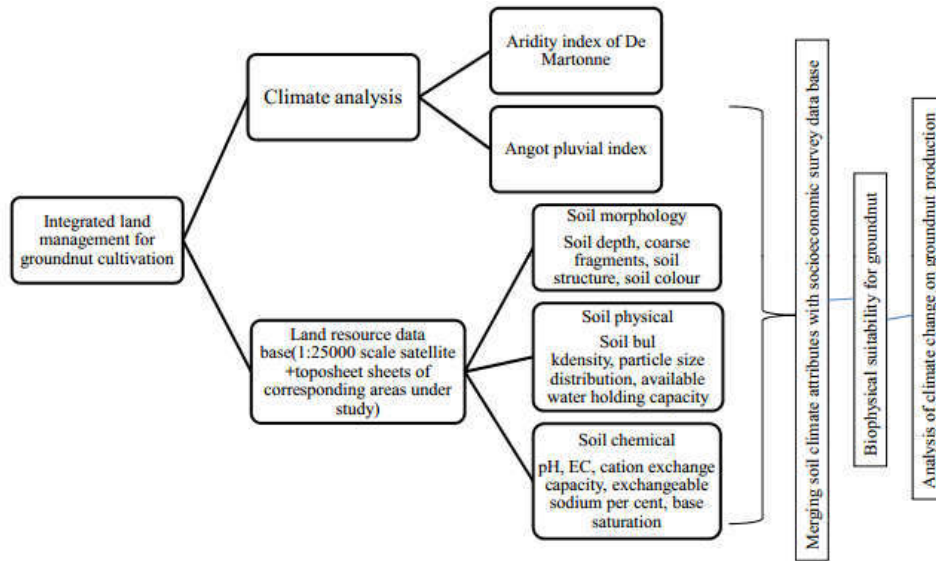 Integrated land
management for
groundnut cultivation
Climate analysis
Aridity index of De
Martonne
Angot pluvial index
Land resource data
base(1:25000 scale satellite
+toposheet sheets of
corresponding areas under
study)
Soil morphology
Soil depth, coarse
fragments, soil
structure, soil colour
Soil physical
Soil bul
kdensity, particle size
distribution, available
water holding capacity
Soil chemical
pH, EC, cation exchange
capacity, exchangeable
sodium per cent, base
saturation
Merging soil climate attributes with socioeconomic survey data base
Biophysical suitability for groundnut
Analysis of climate change on groundnut production